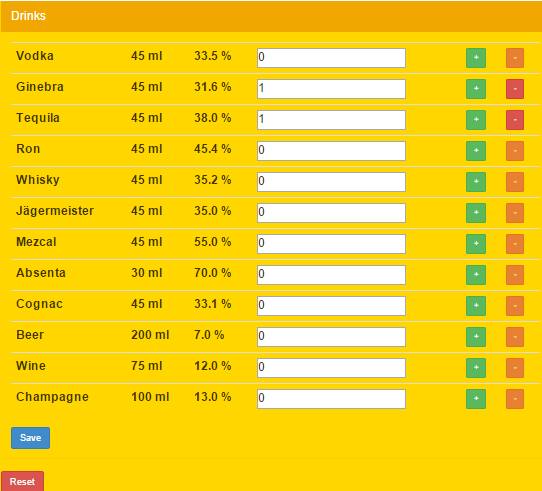 Drinks
Vodka 45 ml 33.5 % 0 + -
Ginebra 45 ml 31.6 % 1 + -
Tequila 45 ml 38.0 % 1 + -
Ron 45 ml 45.4 % 0 + -
Whisky 45 ml 35.2 % 0 + -
Jägermeister 45 ml 35.0 % 0 + -
Mezcal 45 ml 55.0 % 0 + -
Absenta 30 ml 70.0 % 0 + -
Cognac 45 ml 33.1 % 0 + -
Beer 200 ml 7.0 % 0 + -
Wine 75 ml 12.0 % 0 + -
Champagne 100 ml 13.0 % 0 + -
Save
Reset